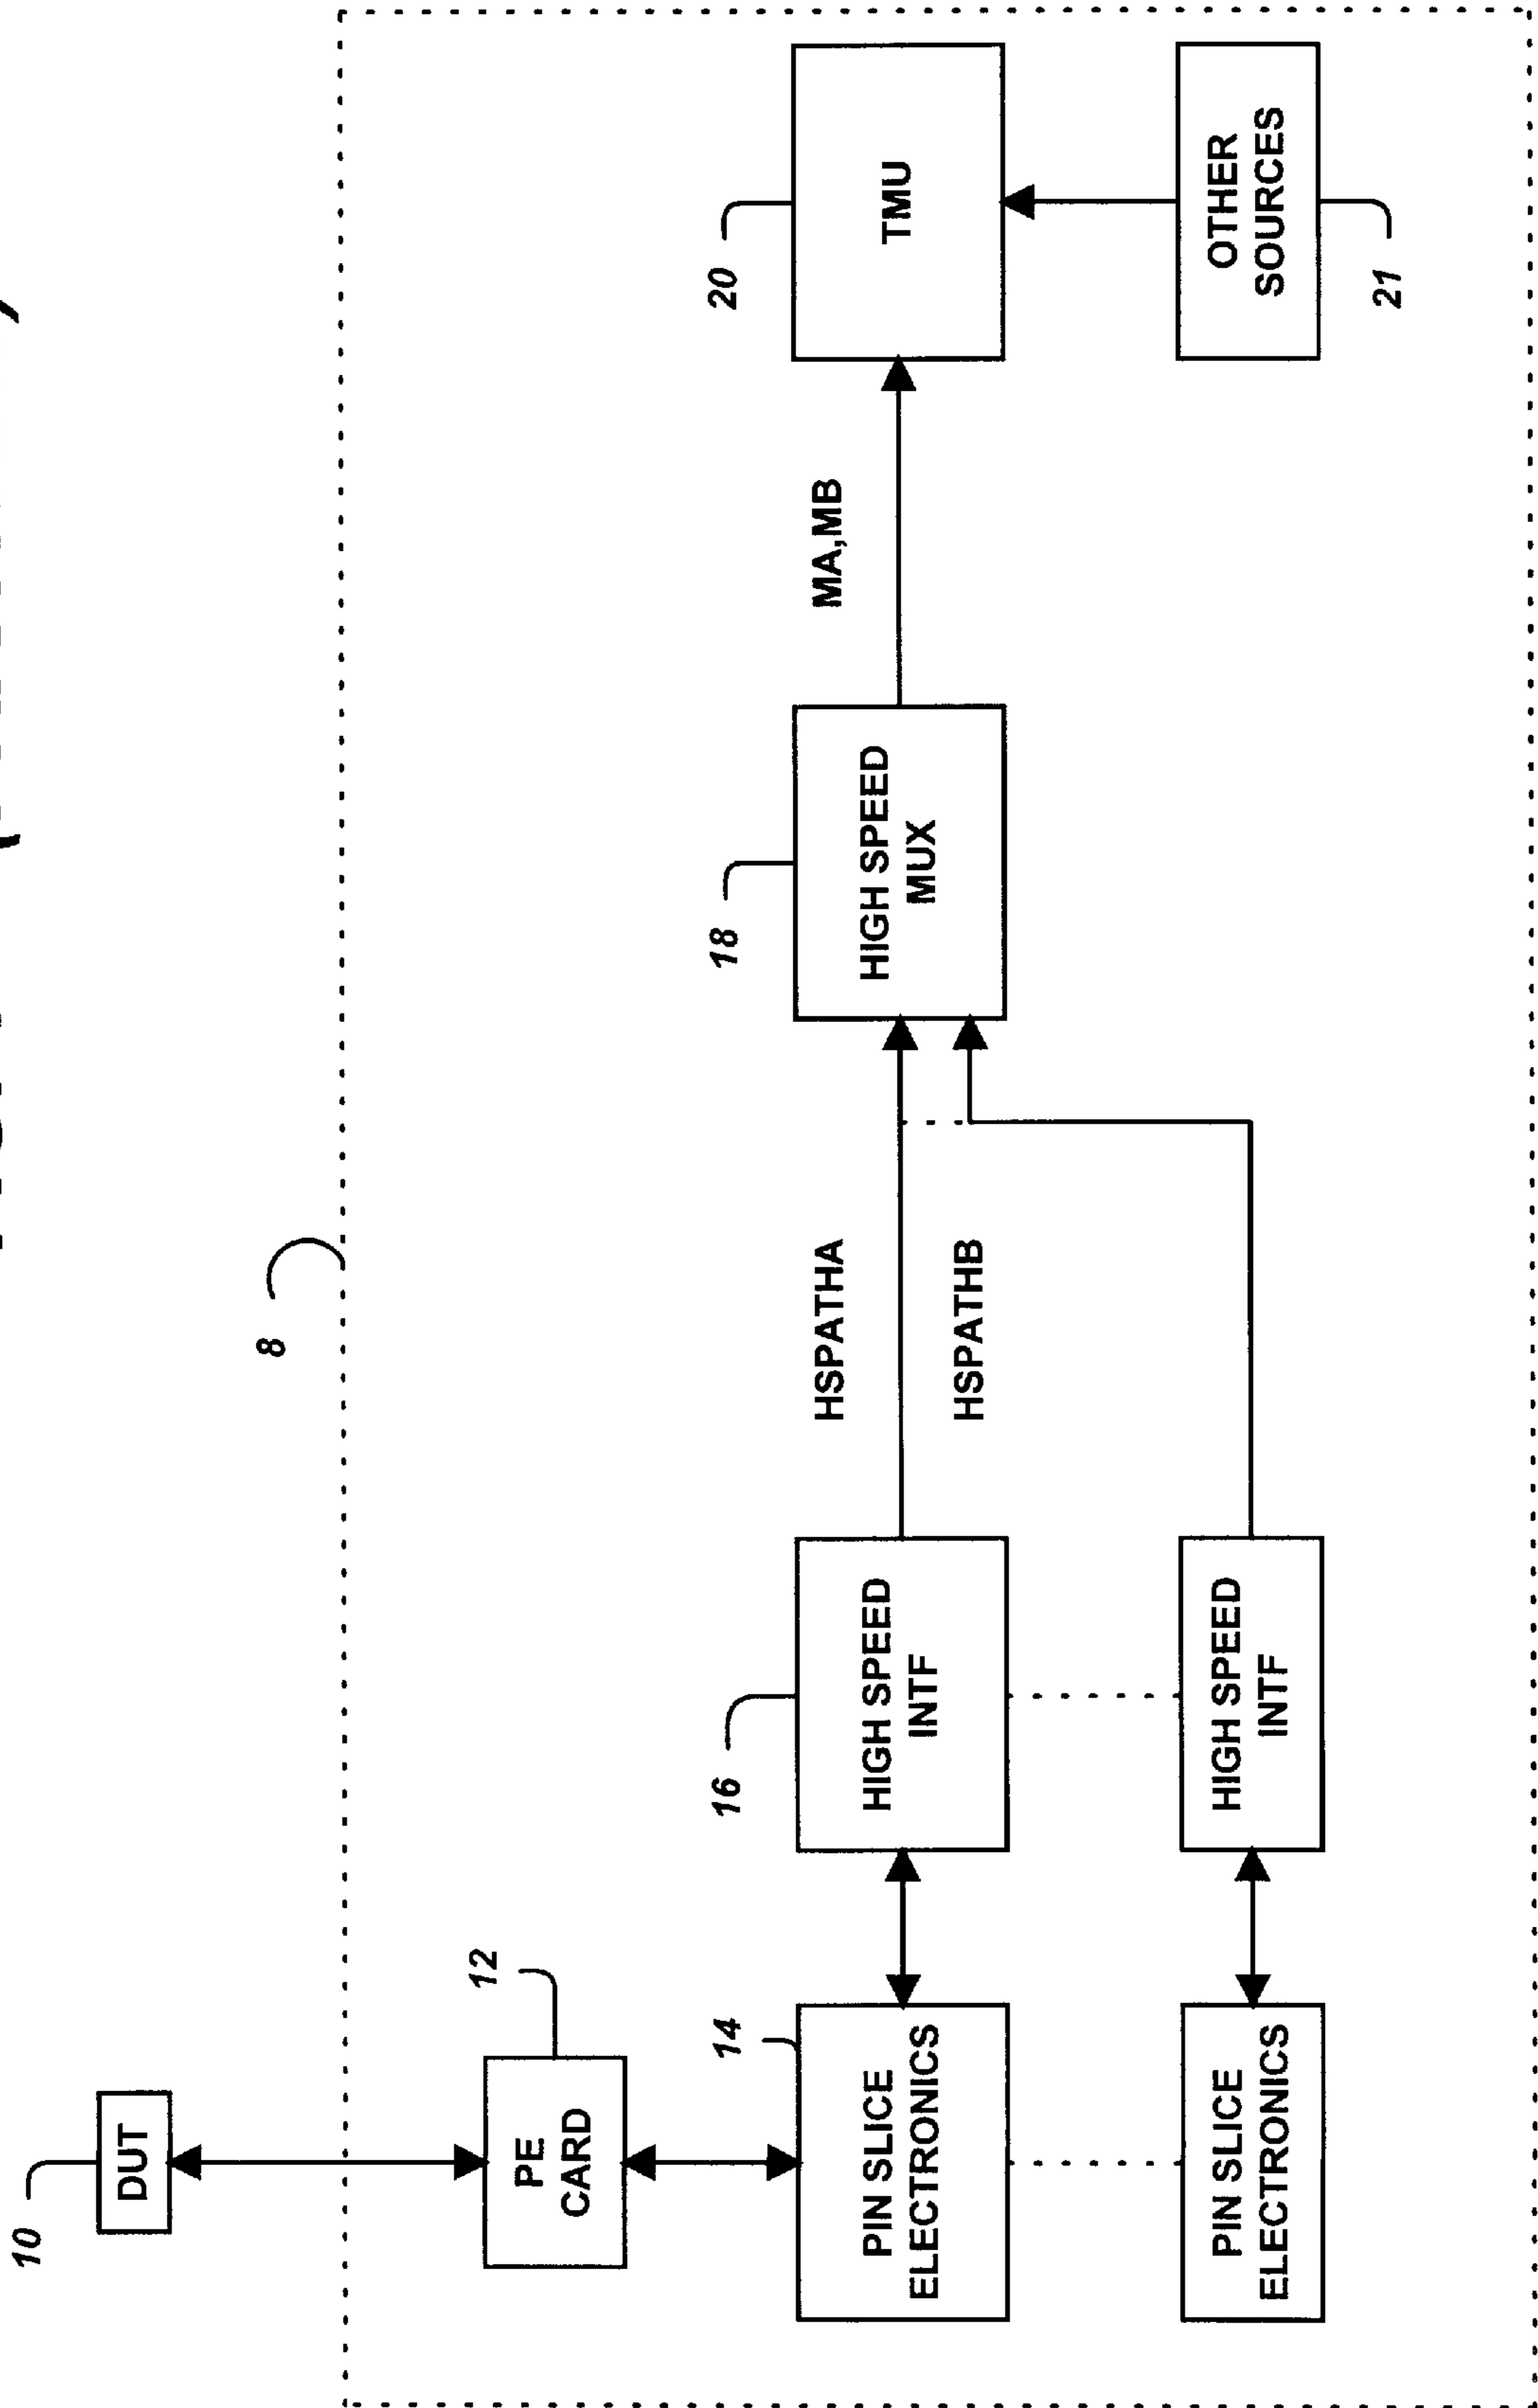 10
DUT
8
12
PE
CARD
14
PIN SLICE
ELECTRONICS
16
HIGH SPEED
INTF
HSPATHA
HSPATHB
18
HIGH SPEED
MUX
MA,MB
20
TMU
PIN SLICE
ELECTRONICS
HIGH SPEED
INTF
OTHER
SOURCES
21